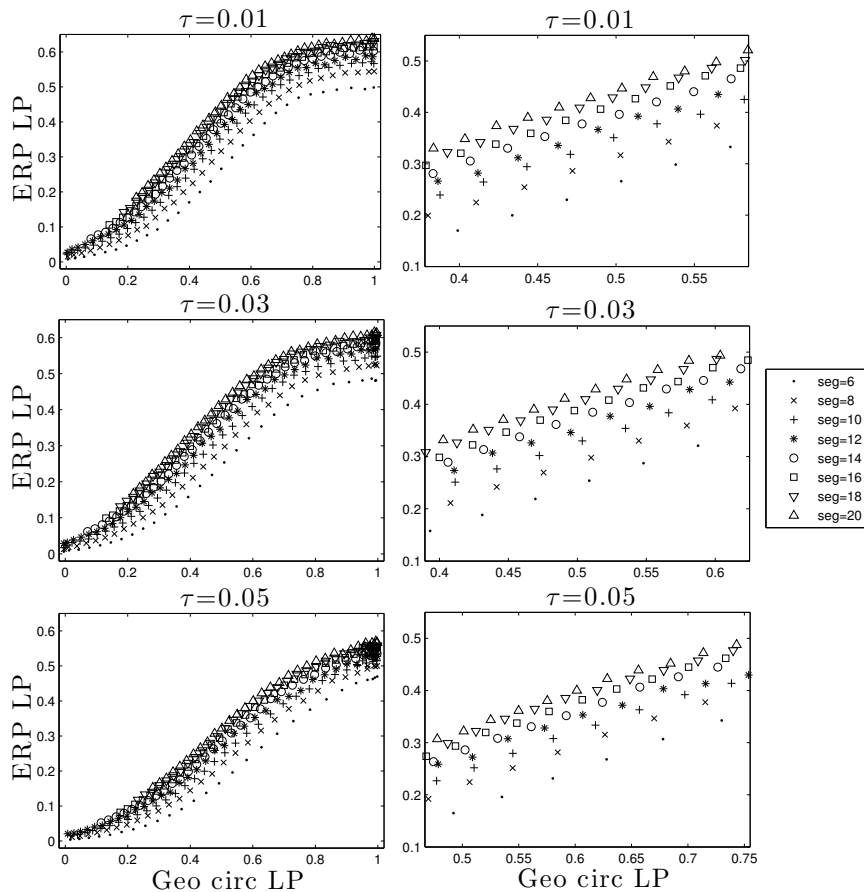 τ=0.01
ERP LP
0.6
0.5
0.4
0.3
0.2
0.1
0
0 0.2 0.4 0.6 0.8 1
τ=0.01
0.5
0.4
0.3
0.2
0.1
0.4 0.45 0.5 0.55
τ=0.03
ERP LP
0.6
0.5
0.4
0.3
0.2
0.1
0
0 0.2 0.4 0.6 0.8 1
τ=0.03
0.5
0.4
0.3
0.2
0.1
0.4 0.45 0.5 0.55 0.6
seg=6
seg=8
seg=10
seg=12
seg=14
seg=16
seg=18
seg=20
τ=0.05
ERP LP
0.6
0.5
0.4
0.3
0.2
0.1
0
0 0.2 0.4 0.6 0.8 1
Geo circ LP
τ=0.05
0.5
0.4
0.3
0.2
0.1
0.5 0.55 0.6 0.65 0.7 0.75
Geo circ LP